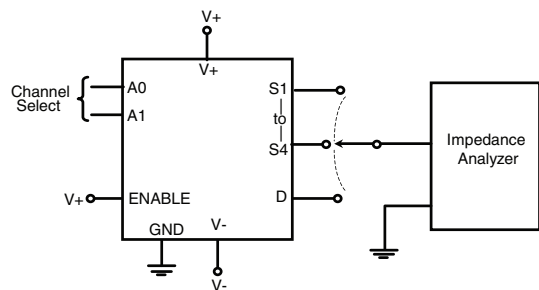 V+
V+
Channel
Select
A0
A1
S1
to
S4
Impedance
Analyzer
V+
ENABLE
D
GND
V-
V-